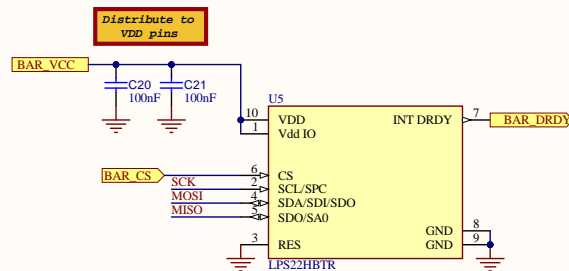 Distribute to
VDD pins
BAR_VCC
C20
100nF
C21
100nF
U5
10 VDD INT DRDY 7 BAR_DRDY
1 Vdd IO
BAR_CS 6 CS
SCK 2 SCL/SPC
MOSI 4 SDA/SDI/SDO
MISO 5 SDO/SA0
GND 8
3 RES GND 9
LPS22HBTR